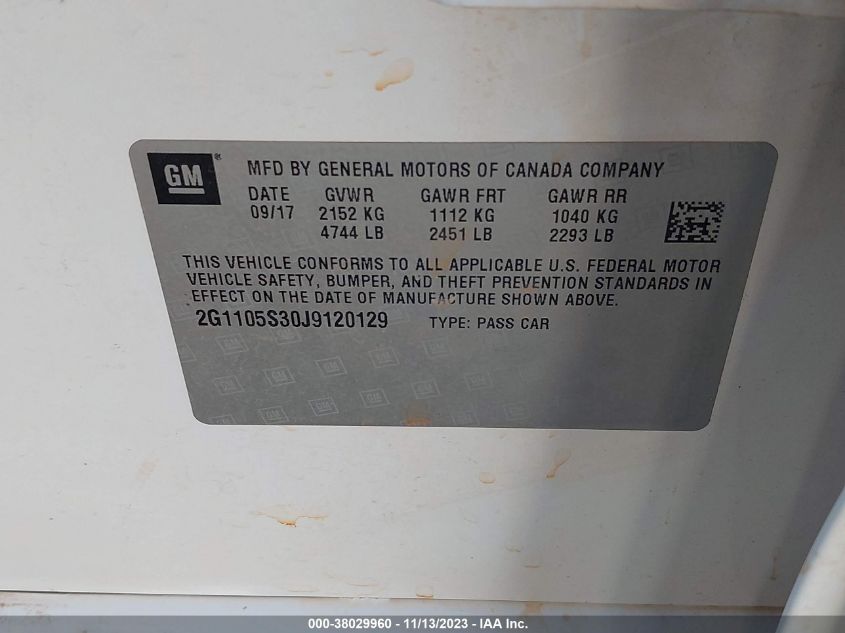 GM® MFD BY GENERAL MOTORS OF CANADA COMPANY
DATE GVWR GAWR FRT GAWR RR
09/17 2152 KG 1112 KG 1040 KG
4744 LB 2451 LB 2293 LB
THIS VEHICLE CONFORMS TO ALL APPLICABLE U.S. FEDERAL MOTOR
VEHICLE SAFETY, BUMPER, AND THEFT PREVENTION STANDARDS IN
EFFECT ON THE DATE OF MANUFACTURE SHOWN ABOVE.
2G1105S30J9120129 TYPE: PASS CAR
000-38029960 - 11/13/2023 - IAA Inc.